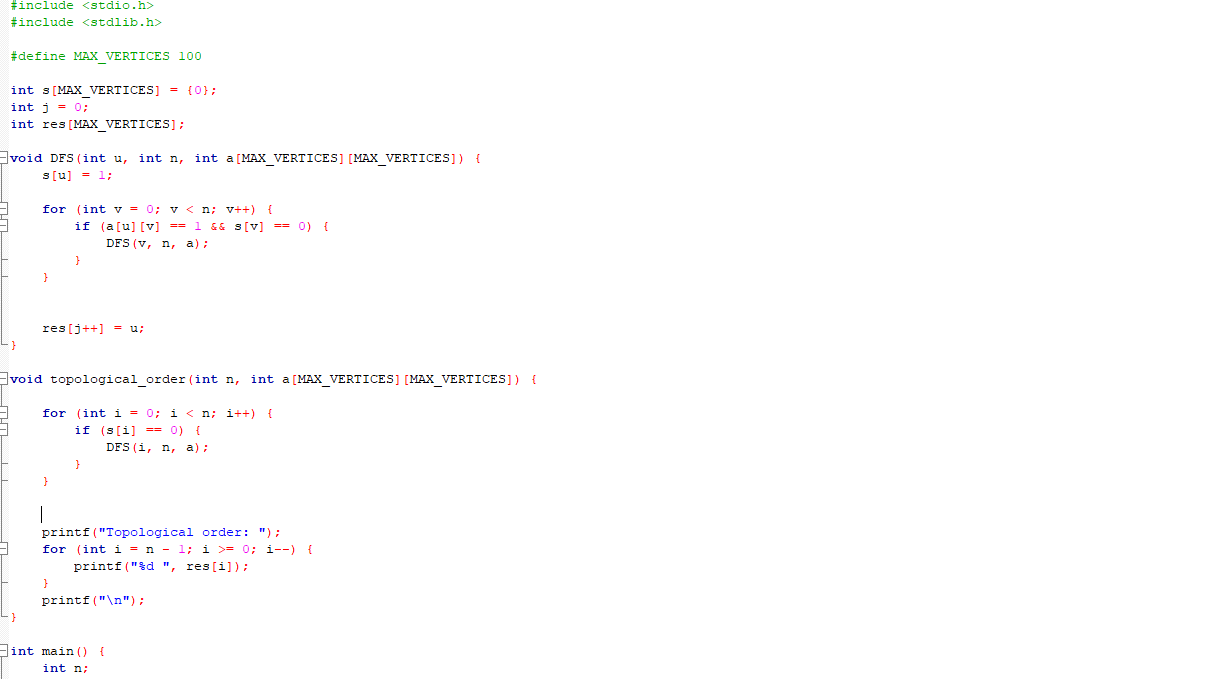 #include <stdio.h>
#include <stdlib.h>
#define MAX_VERTICES 100
int s[MAX_VERTICES] = {0};
int j = 0;
int res[MAX_VERTICES];
void DFS(int u, int n, int a[MAX_VERTICES][MAX_VERTICES]) {
    s[u] = 1;
    for (int v = 0; v < n; v++) {
        if (a[u][v] == 1 && s[v] == 0) {
            DFS(v, n, a);
        }
    }
    res[j++] = u;
}
void topological_order(int n, int a[MAX_VERTICES][MAX_VERTICES]) {
    for (int i = 0; i < n; i++) {
        if (s[i] == 0) {
            DFS(i, n, a);
        }
    }
    printf("Topological order: ");
    for (int i = n - 1; i >= 0; i--) {
        printf("%d ", res[i]);
    }
    printf("\n");
}
int main() {
    int n;